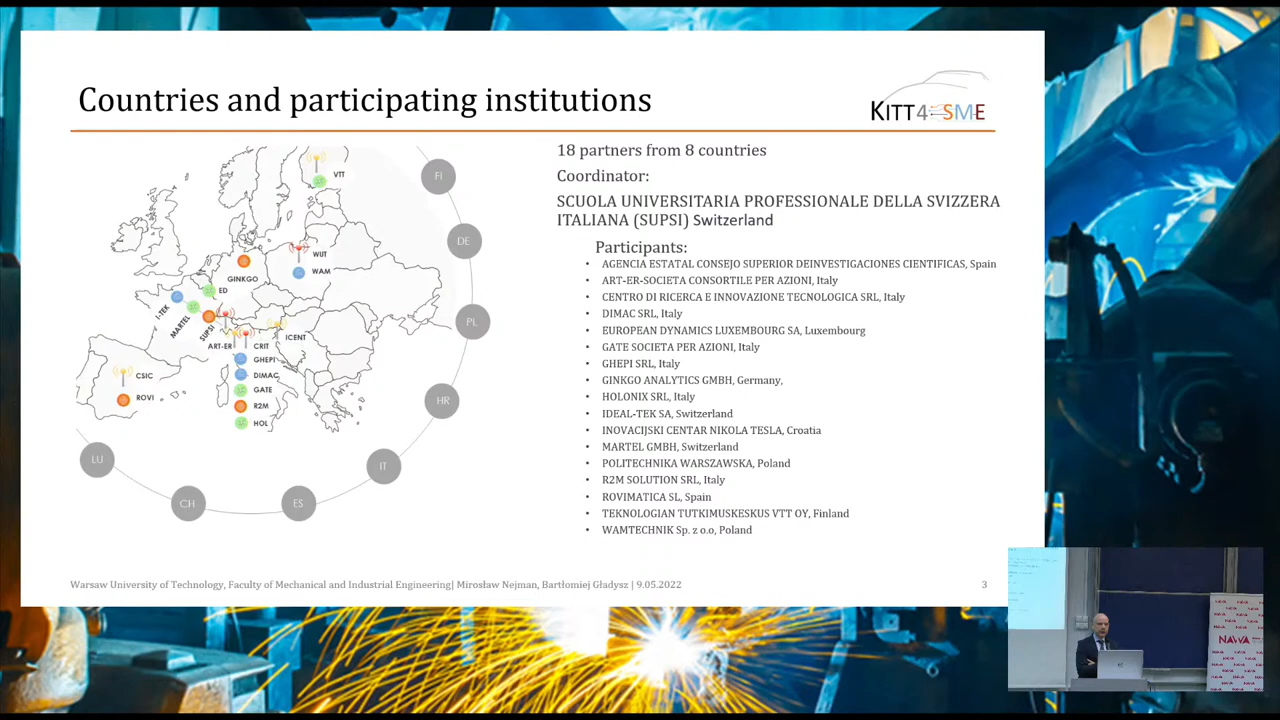 Countries and participating institutions
KITT4SME
18 partners from 8 countries
Coordinator:
SCUOLA UNIVERSITARIA PROFESSIONALE DELLA SVIZZERA
ITALIANA (SUPSI) Switzerland
Participants:
• AGENCIA ESTATAL CONSEJO SUPERIOR DEINVESTIGACIONES CIENTIFICAS, Spain
• ART-ER-SOCIETA CONSORTILE PER AZIONI, Italy
• CENTRO DI RICERCA E INNOVAZIONE TECNOLOGICA SRL, Italy
• DIMAC SRL, Italy
• EUROPEAN DYNAMICS LUXEMBOURG SA, Luxembourg
• GATE SOCIETA PER AZIONI, Italy
• GHEPI SRL, Italy
• GINKGO ANALYTICS GMBH, Germany,
• HOLONIX SRL, Italy
• IDEAL-TEK SA, Switzerland
• INOVACIJSKI CENTAR NIKOLA TESLA, Croatia
• MARTEL GMBH, Switzerland
• POLITECHNIKA WARSZAWSKA, Poland
• R2M SOLUTION SRL, Italy
• ROVIMATICA SL, Spain
• TEKNOLOGIAN TUTKIMUSKESKUS VTT OY, Finland
• WAMTECHNIK Sp. z o.o, Poland
VTT
WUT
WAM
GINKGO
ED
I-TEK
MARTEL
SUPSI
ICENT
ART-ER
CRIT
GHEPI
DIMAC
GATE
R2M
HOL
CSIC
ROVI
FI
DE
PL
HR
IT
ES
CH
LU
Warsaw University of Technology, Faculty of Mechanical and Industrial Engineering| Mirosław Nejman, Bartłomiej Gładysz | 9.05.2022
3
NAWA